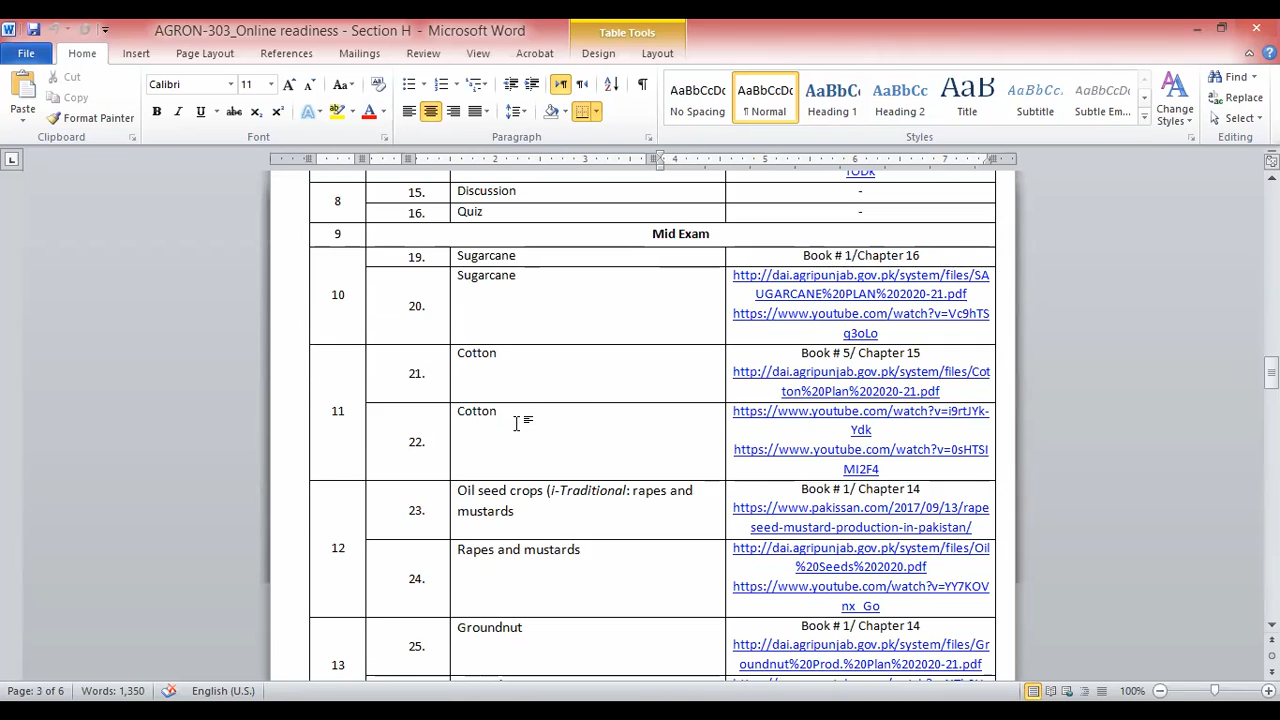 AGRON-303_Online readiness - Section H - Microsoft Word
Table Tools
File Home Insert Page Layout References Mailings Review View Acrobat Design Layout
Paste
Cut
Copy
Format Painter
Clipboard
Calibri 11
Font
Paragraph
AaBbCcDc
No Spacing
AaBbCcDc
¶ Normal
AaBbC
Heading 1
AaBbCc
Heading 2
AaB
Title
AaBbCc
Subtitle
AaBbCcDc
Subtle Em...
Change
Styles
Styles
Find
Replace
Select
Editing
2 3 4 5 6 7
8
15. Discussion -
16. Quiz -
9 Mid Exam
10
19. Sugarcane Book # 1/Chapter 16
20. Sugarcane
http://dai.agripunjab.gov.pk/system/files/SA
UGARCANE%20PLAN%202020-21.pdf
https://www.youtube.com/watch?v=Vc9hTS
q3oLo
11
21. Cotton Book # 5/ Chapter 15
http://dai.agripunjab.gov.pk/system/files/Cot
ton%20Plan%202020-21.pdf
22. Cotton
https://www.youtube.com/watch?v=i9rtJYk-
Ydk
https://www.youtube.com/watch?v=0sHTSI
MI2F4
12
23. Oil seed crops (i-Traditional: rapes and
mustards
Book # 1/ Chapter 14
https://www.pakissan.com/2017/09/13/rape
seed-mustard-production-in-pakistan/
24. Rapes and mustards
http://dai.agripunjab.gov.pk/system/files/Oil
%20Seeds%202020.pdf
https://www.youtube.com/watch?v=YY7KOV
nx_Go
13
25. Groundnut
Book # 1/ Chapter 14
http://dai.agripunjab.gov.pk/system/files/Gr
oundnut%20Prod.%20Plan%202020-21.pdf
Page: 3 of 6 Words: 1,350 English (U.S.) 100%